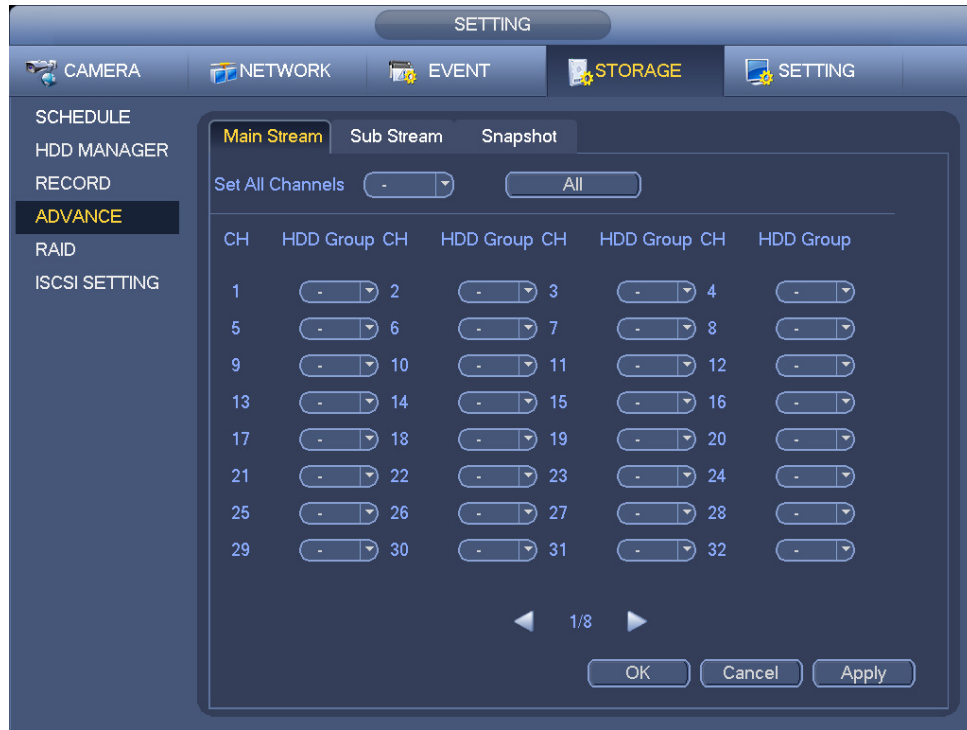 SETTING
CAMERA NETWORK EVENT STORAGE SETTING
SCHEDULE
HDD MANAGER
RECORD
ADVANCE
RAID
ISCSI SETTING
Main Stream Sub Stream Snapshot
Set All Channels - All
CH HDD Group CH HDD Group CH HDD Group CH HDD Group
1 - 2 - 3 - 4 -
5 - 6 - 7 - 8 -
9 - 10 - 11 - 12 -
13 - 14 - 15 - 16 -
17 - 18 - 19 - 20 -
21 - 22 - 23 - 24 -
25 - 26 - 27 - 28 -
29 - 30 - 31 - 32 -
1/8
OK Cancel Apply